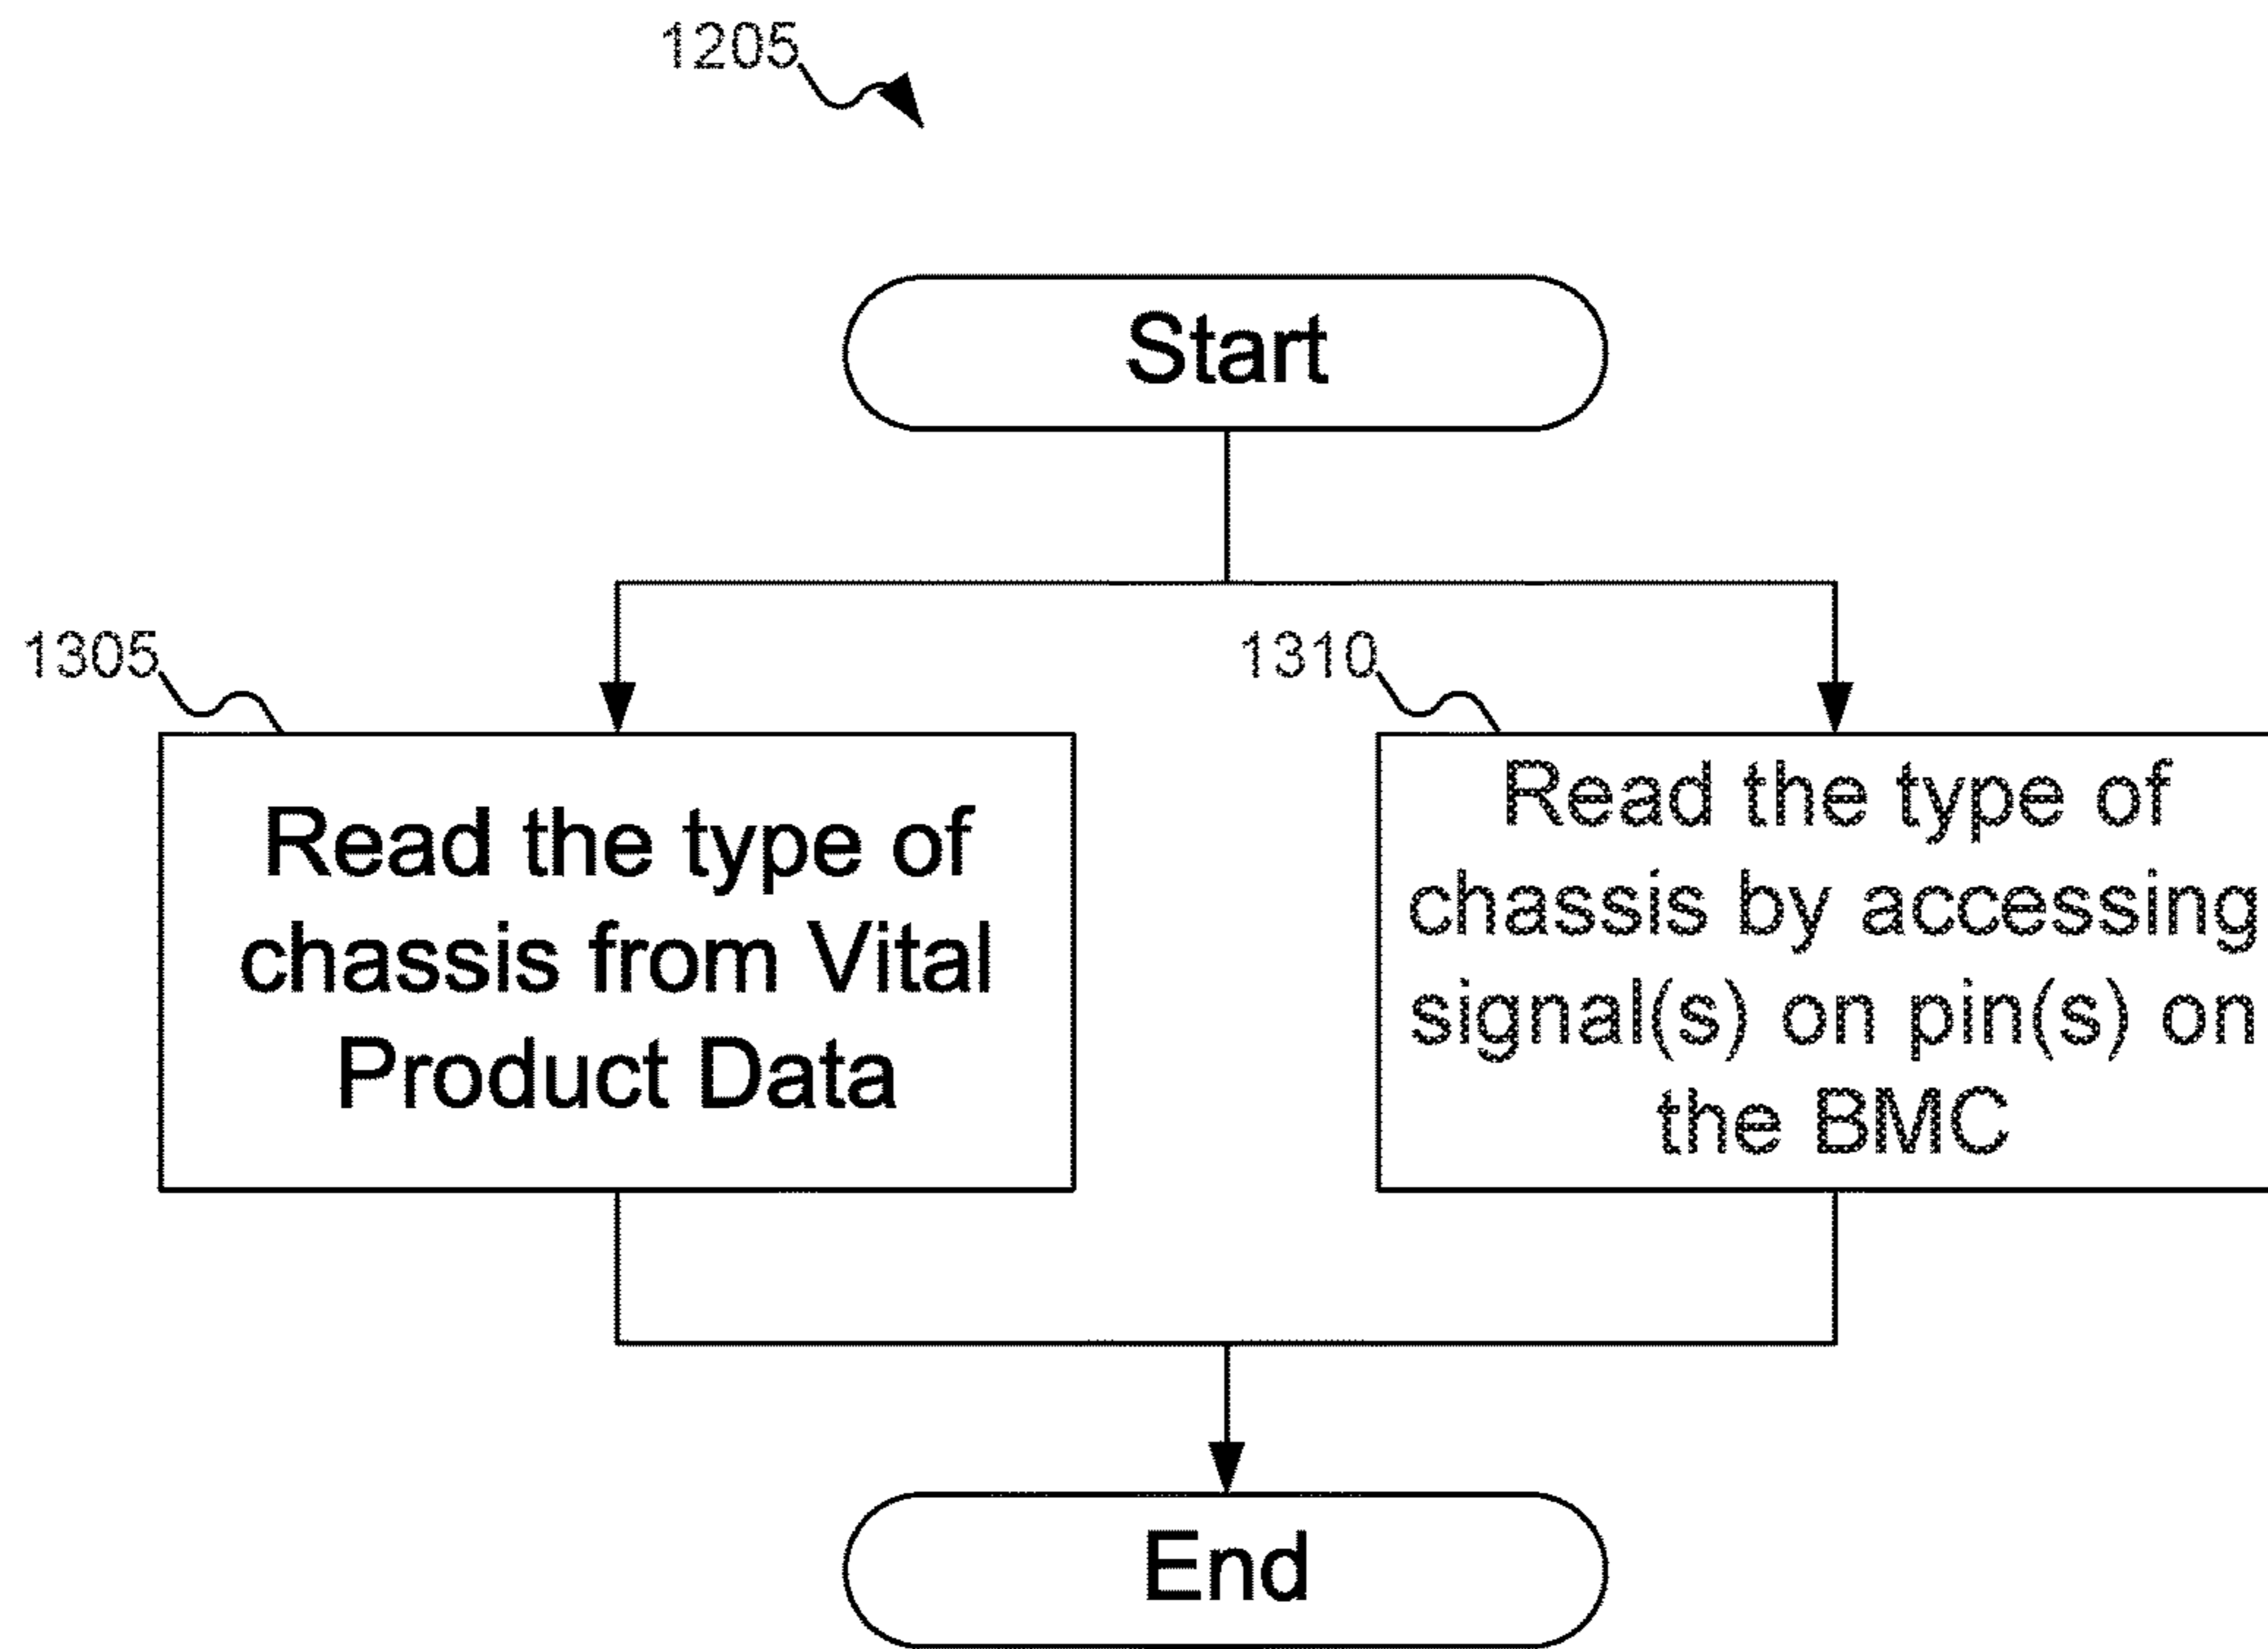 1205
Start
1305
1310
Read the type of
chassis from Vital
Product Data
Read the type of
chassis by accessing
signal(s) on pin(s) on
the BMC
End